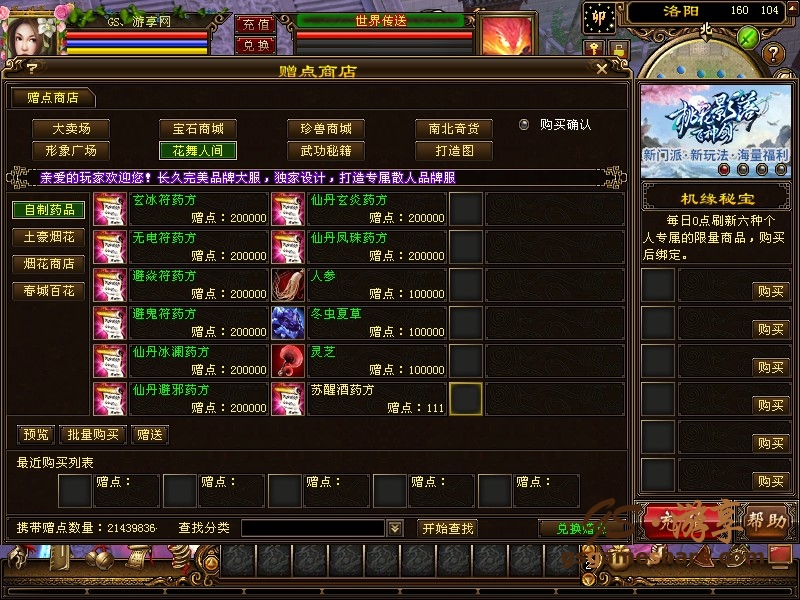 GS、游享网
充值
兑换
世界传送
卯
洛阳 160 104
北
?
? 赠点商店 ×
赠点商店
大卖场 宝石商城 珍兽商城 南北奇货 购买确认
形象广场 花舞人间 武功秘籍 打造图
亲爱的玩家欢迎您！长久完美品牌大服，独家设计，打造专属散人品牌服
自制药品
土豪烟花
烟花商店
春城百花
玄冰符药方 赠点：200000
仙丹玄炎药方 赠点：200000
无电符药方 赠点：200000
仙丹凤珠药方 赠点：200000
避焱符药方 赠点：200000
人参 赠点：100000
避鬼符药方 赠点：200000
冬虫夏草 赠点：100000
仙丹冰澜药方 赠点：200000
灵芝 赠点：100000
仙丹避邪药方 赠点：200000
苏醒酒药方 赠点：111
预览 批量购买 赠送
最近购买列表
赠点： 赠点： 赠点： 赠点： 赠点：
携带赠点数量：21439836 查找分类 开始查找 兑换赠点
桃花影落
新门派·新玩法·海量福利
机缘秘宝
每日0点刷新六种个
人专属的限量商品，购买
后绑定。
购买
购买
购买
购买
购买
购买
帮助
GS·游享